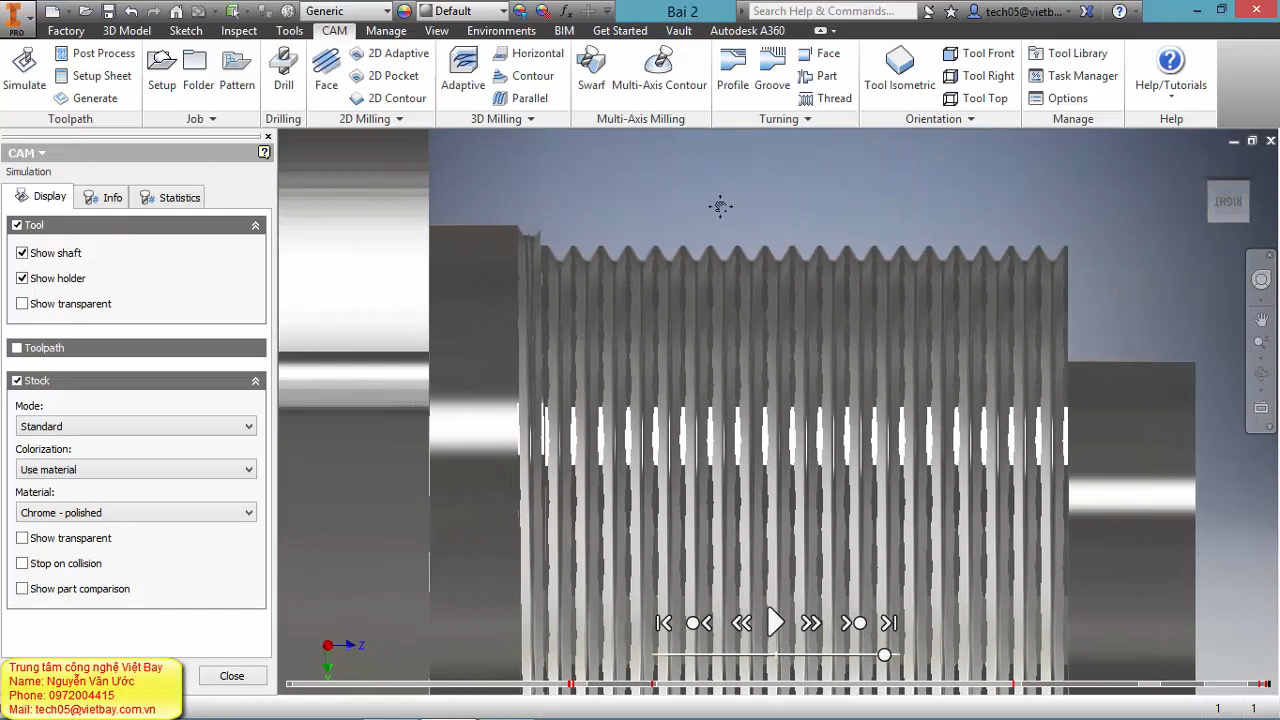 Generic
Default
Bai 2
Search Help & Commands...
tech05@vietb...
PRO
Factory 3D Model Sketch Inspect Tools CAM Manage View Environments BIM Get Started Vault Autodesk A360
Simulate
Post Process
Setup Sheet
Generate
Setup
Folder
Pattern
Drill
Face
2D Adaptive
2D Pocket
2D Contour
Adaptive
Horizontal
Contour
Parallel
Swarf
Multi-Axis Contour
Profile
Groove
Face
Part
Thread
Tool Isometric
Tool Front
Tool Right
Tool Top
Tool Library
Task Manager
Options
Help/Tutorials
Toolpath Job Drilling 2D Milling 3D Milling Multi-Axis Milling Turning Orientation Manage Help
CAM
Simulation
Display Info Statistics
Tool
Show shaft
Show holder
Show transparent
Toolpath
Stock
Mode:
Standard
Colorization:
Use material
Material:
Chrome - polished
Show transparent
Stop on collision
Show part comparison
Close
RIGHT
Z
Trung tâm công nghệ Việt Bay
Name: Nguyễn Văn Ước
Phone: 0972004415
Mail: tech05@vietbay.com.vn
1 1